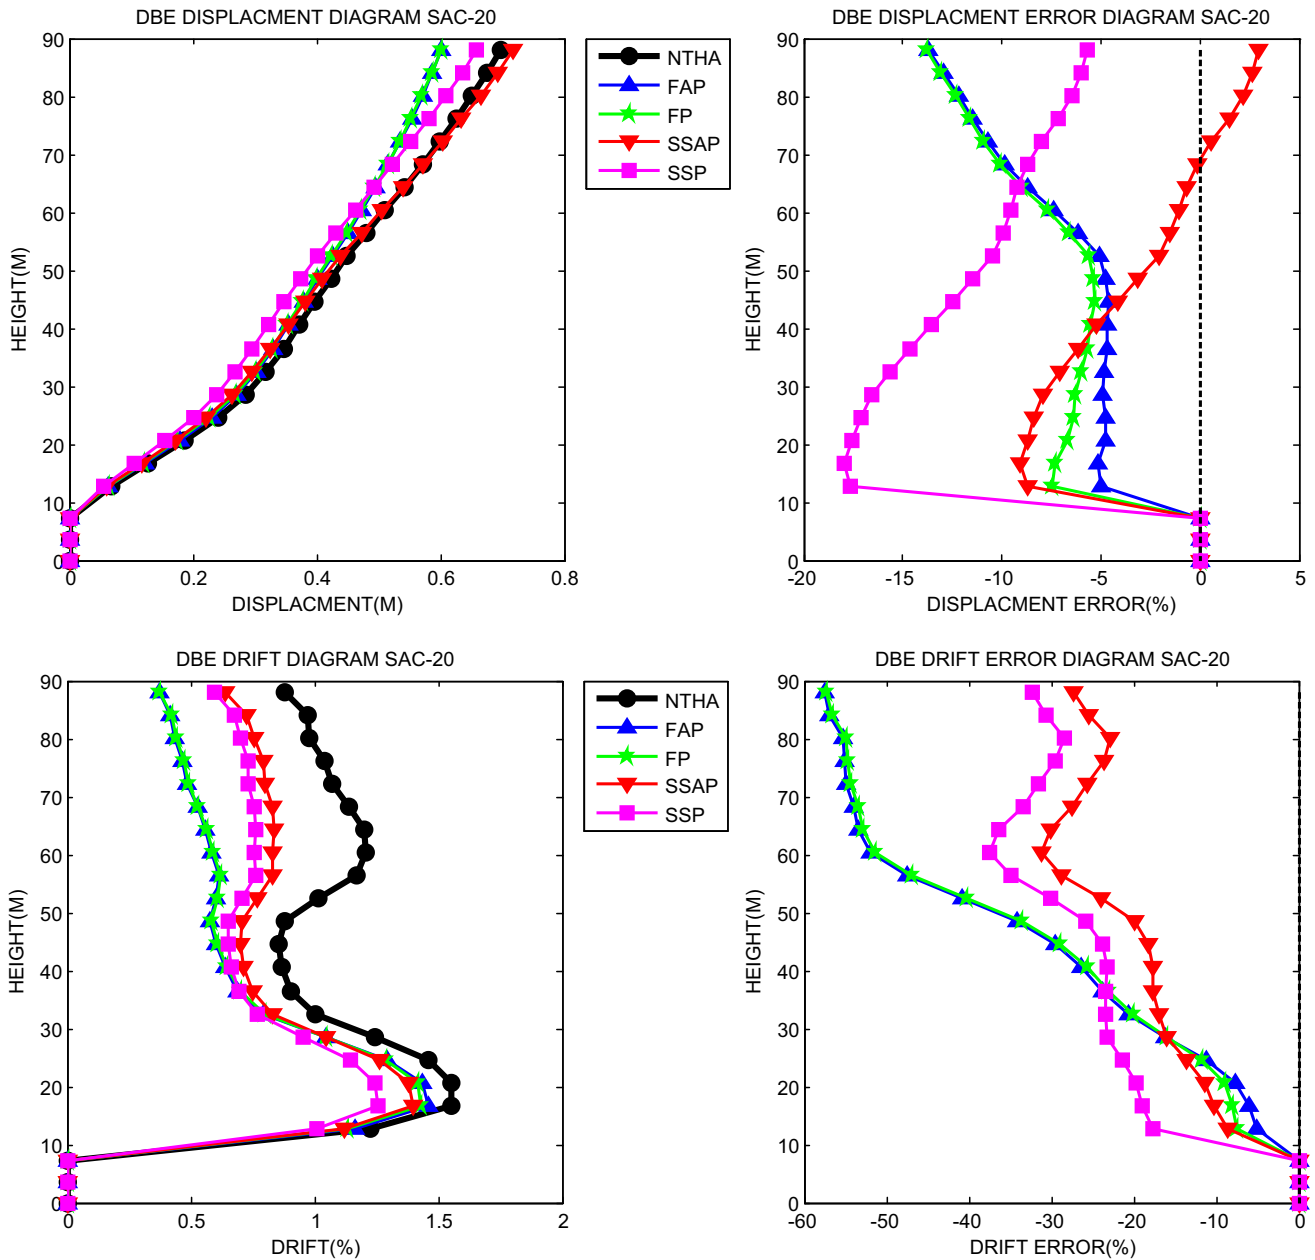 DBE DISPLACMENT DIAGRAM SAC-20
90
80
70
60
50
40
30
20
10
0
HEIGHT(M)
0
0.2
0.4
0.6
0.8
DISPLACMENT(M)
NTHA
FAP
FP
SSAP
SSP
DBE DISPLACMENT ERROR DIAGRAM SAC-20
90
80
70
60
50
40
30
20
10
0
HEIGHT(M)
-20
-15
-10
-5
0
5
DISPLACMENT ERROR(%)
DBE DRIFT DIAGRAM SAC-20
90
80
70
60
50
40
30
20
10
0
HEIGHT(M)
0
0.5
1
1.5
2
DRIFT(%)
NTHA
FAP
FP
SSAP
SSP
DBE DRIFT ERROR DIAGRAM SAC-20
90
80
70
60
50
40
30
20
10
0
HEIGHT(M)
-60
-50
-40
-30
-20
-10
0
DRIFT ERROR(%)